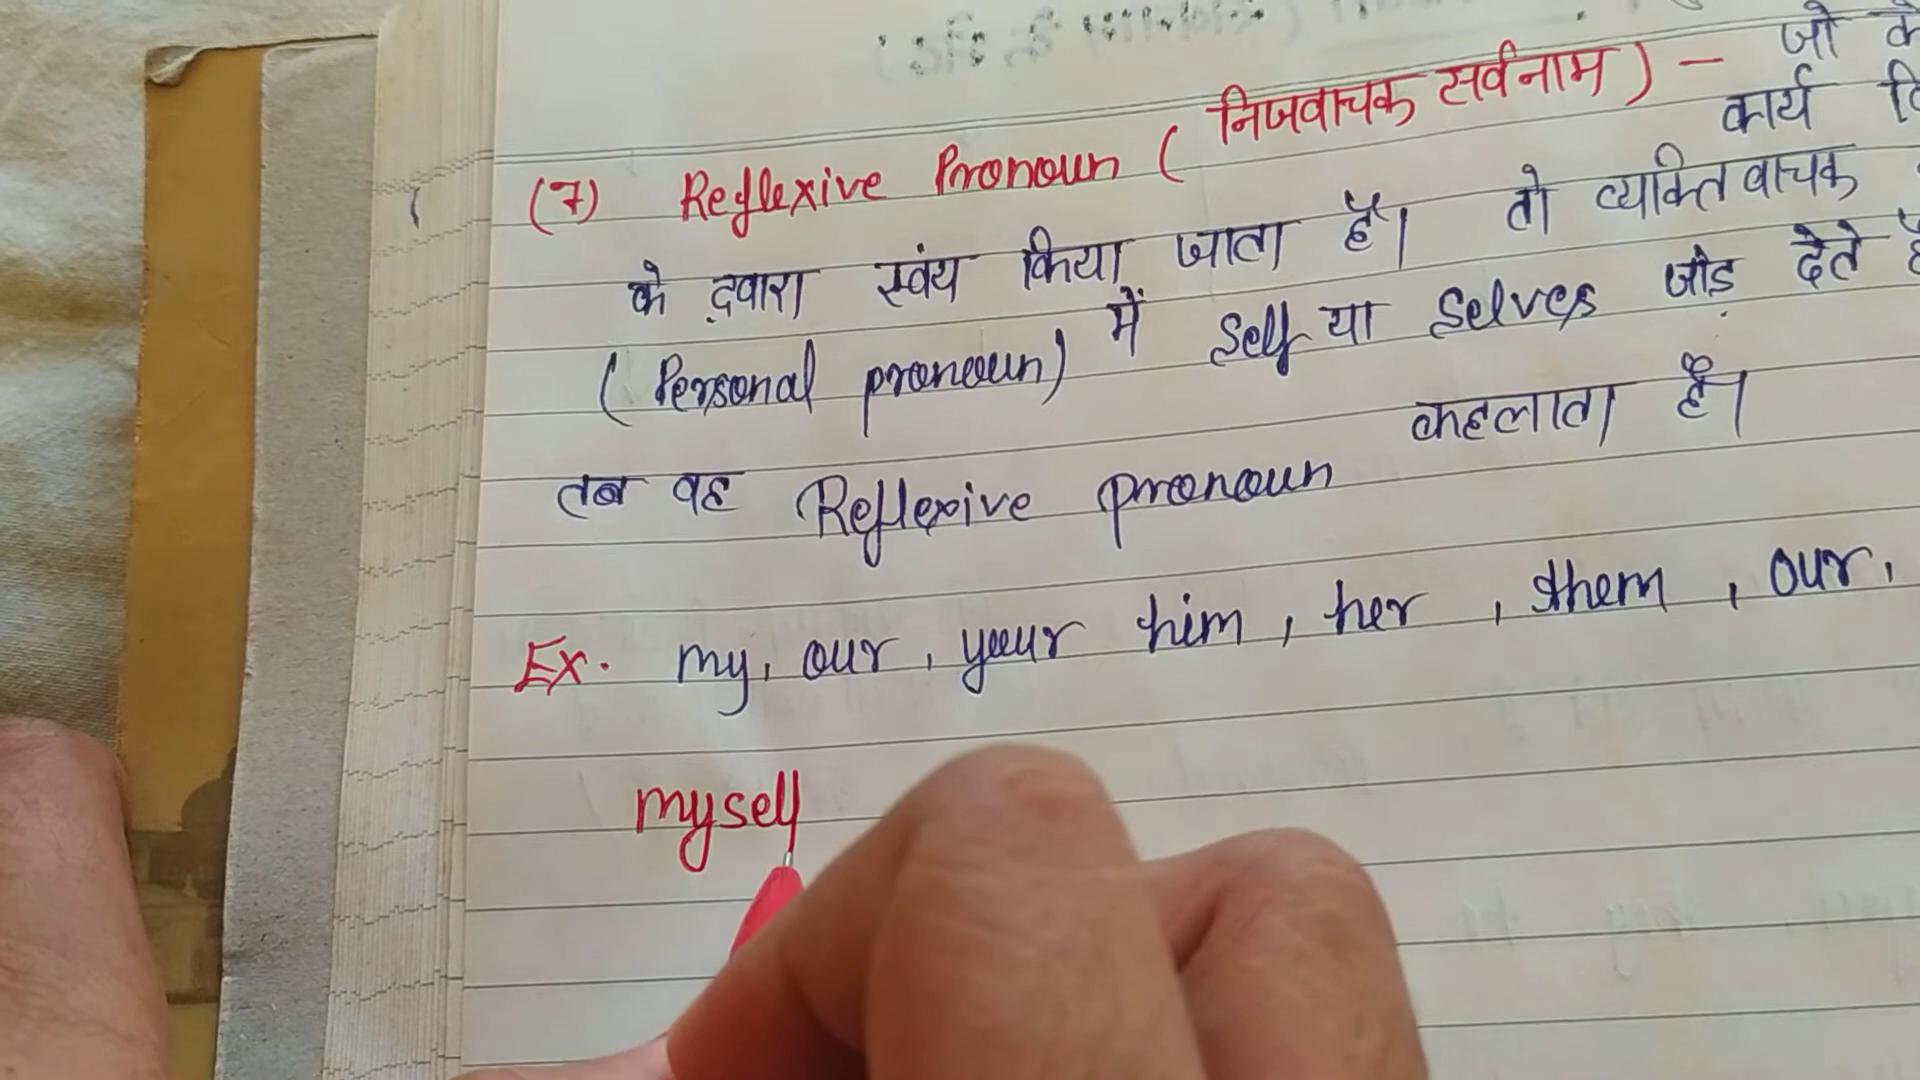 (7) Reflexive Pronoun ( निजवाचक सर्वनाम ) – जो
कार्य
के द्वारा स्वंय किया जाता है। तो व्यक्तिवाचक
( Personal pronoun) में Self या Selves जोड़ देते
तब वह Reflexive pronoun कहलाता है।
Ex. my, our, your him, her, them, our,
myself